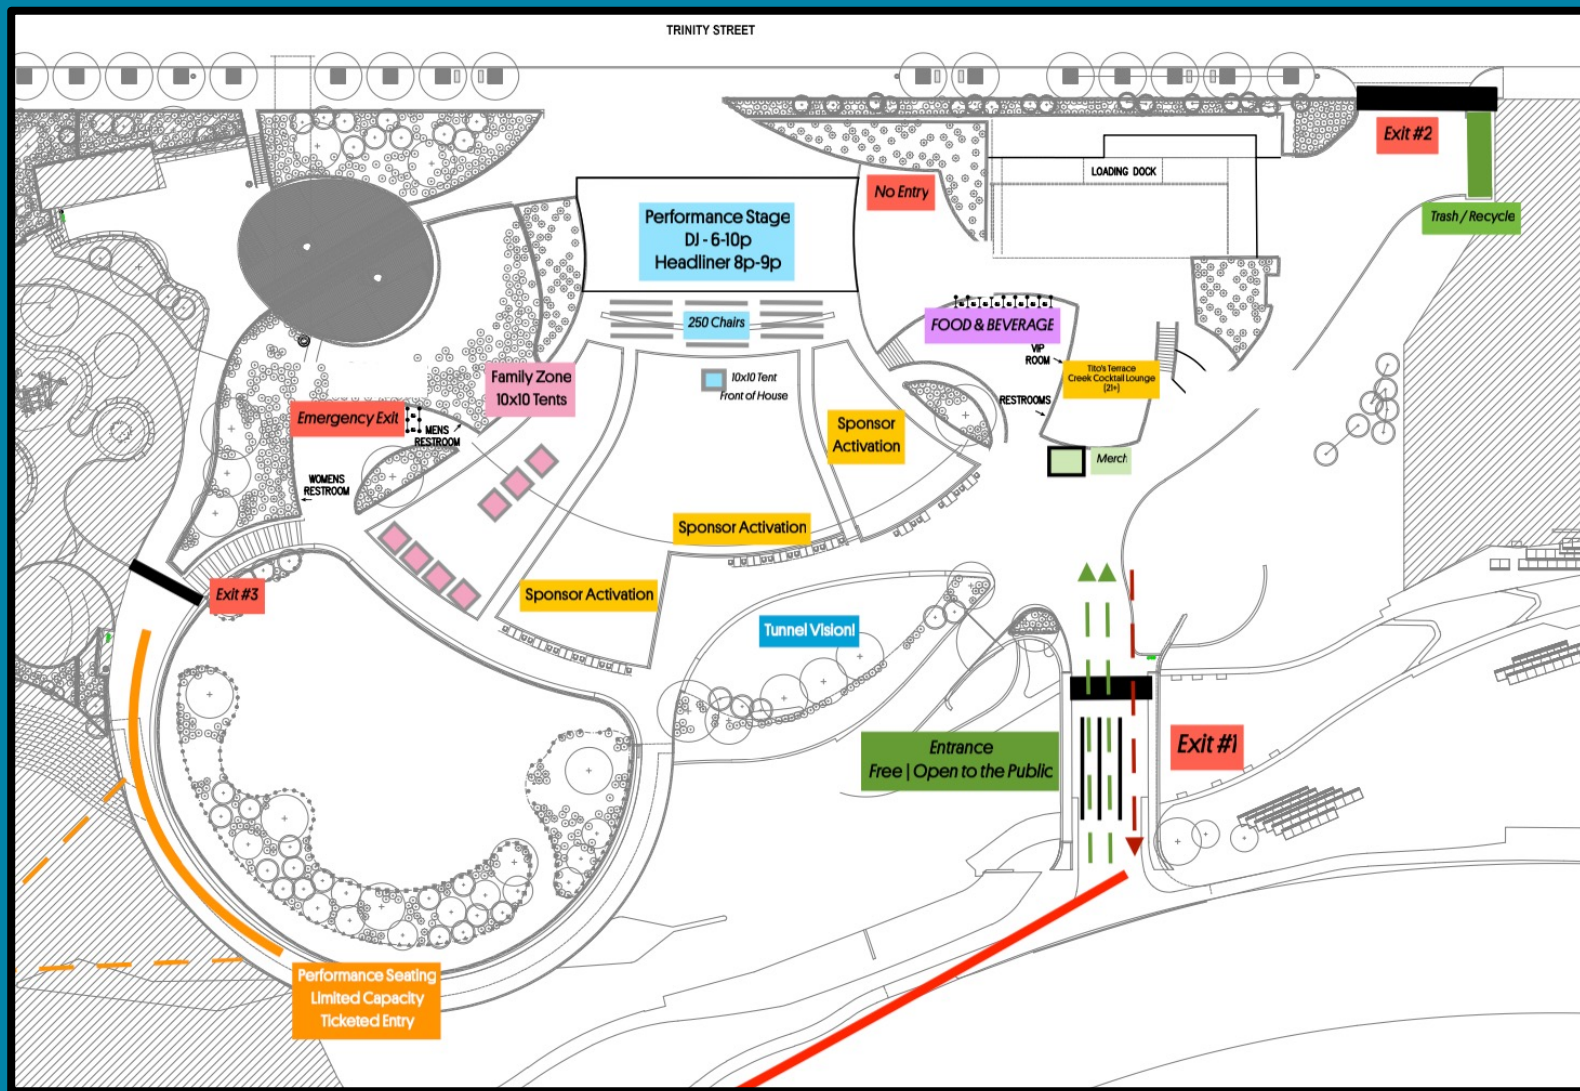 TRINITY STREET
Exit #2
LOADING DOCK
No Entry
Trash / Recycle
Performance Stage
DJ - 6-10p
Headliner 8p-9p
250 Chairs
FOOD & BEVERAGE
VIP
ROOM
Tito's Terrace
Creek Cocktail Lounge
(21+)
Family Zone
10x10 Tents
10x10 Tent
Front of House
RESTROOMS
Emergency Exit
MENS
RESTROOM
Sponsor
Activation
Merch
WOMENS
RESTROOM
Sponsor Activation
Exit #3
Sponsor Activation
Tunnel Vision!
Entrance
Free | Open to the Public
Exit #1
Performance Seating
Limited Capacity
Ticketed Entry